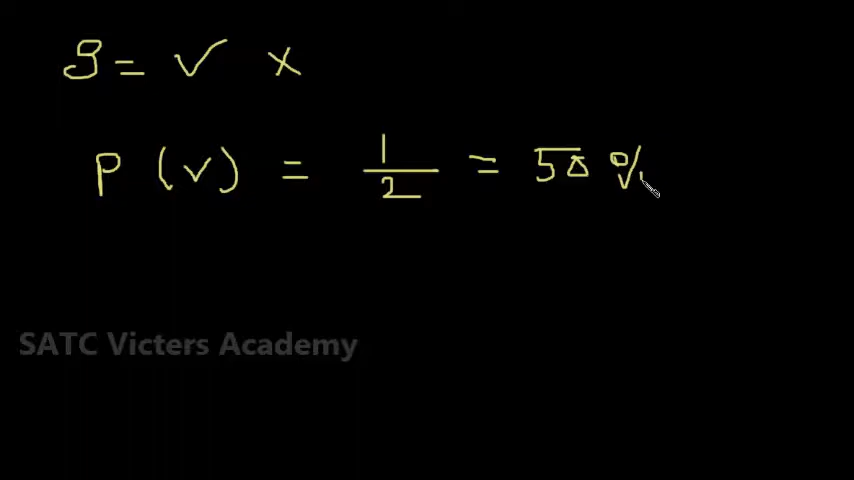 S = ✓ ×
P (✓) = 1/2 = 50 %
SATC Victers Academy